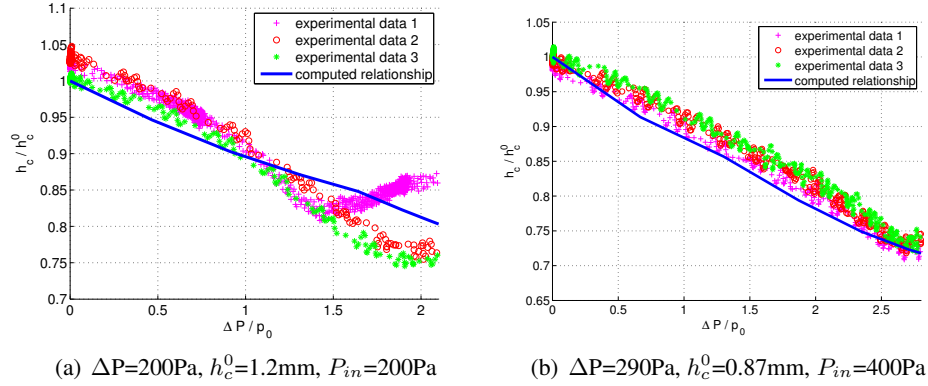 1.05
1
0.95
0.9
0.85
0.8
0.75
0.7
h_c / h_c^0
0
0.5
1
1.5
2
Δ P / p_0
experimental data 1
experimental data 2
experimental data 3
computed relationship
(a) ΔP=200Pa, h_c^0=1.2mm, P_in=200Pa
1.05
1
0.95
0.9
0.85
0.8
0.75
0.7
0.65
h_c / h_c^0
0
0.5
1
1.5
2
2.5
Δ P / p_0
experimental data 1
experimental data 2
experimental data 3
computed relationship
(b) ΔP=290Pa, h_c^0=0.87mm, P_in=400Pa